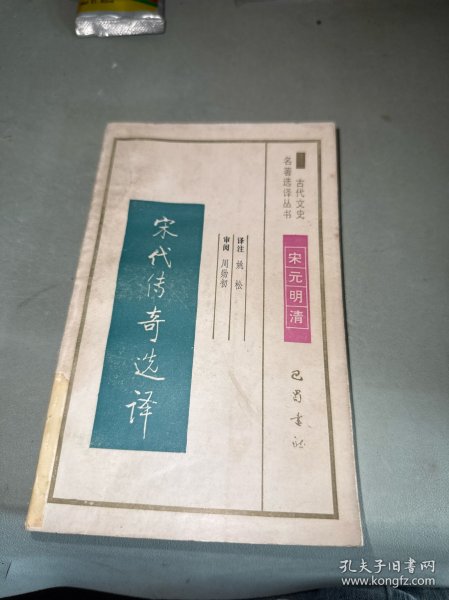 古代文史
名著选译丛书
宋元明清
译注 姚松
审阅 周勋初
宋代传奇选译
巴蜀书社
孔夫子旧书网
www.kongfz.com